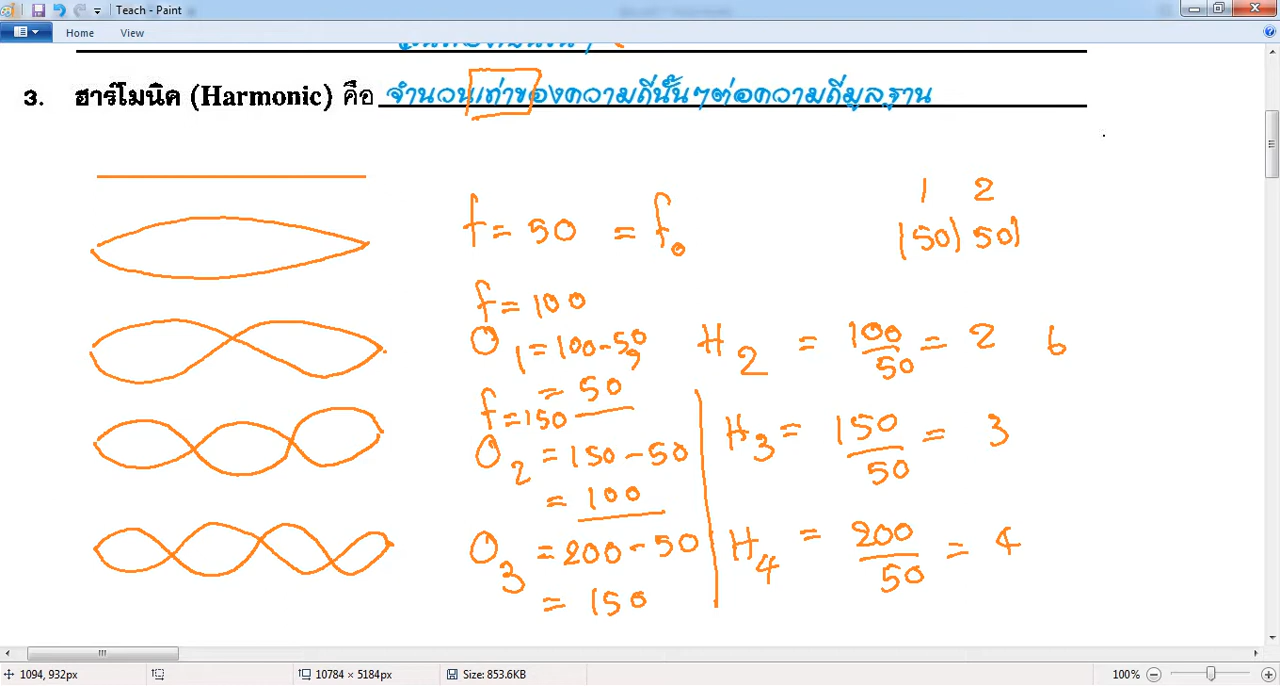 Teach - Paint
Home View
3. ฮาร์โมนิค (Harmonic) คือ จำนวนเท่าของความถี่นั้นๆต่อความถี่มูลฐาน
1 2
f = 50 = f0 (50) 50)
f = 100
O1 = 100-50 H2 = 100/50 = 2 6
= 50
f = 150
O2 = 150 - 50 H3 = 150/50 = 3
= 100
O3 = 200 - 50 H4 = 200/50 = 4
= 150
1094, 932px 10784 × 5184px Size: 853.6KB 100%